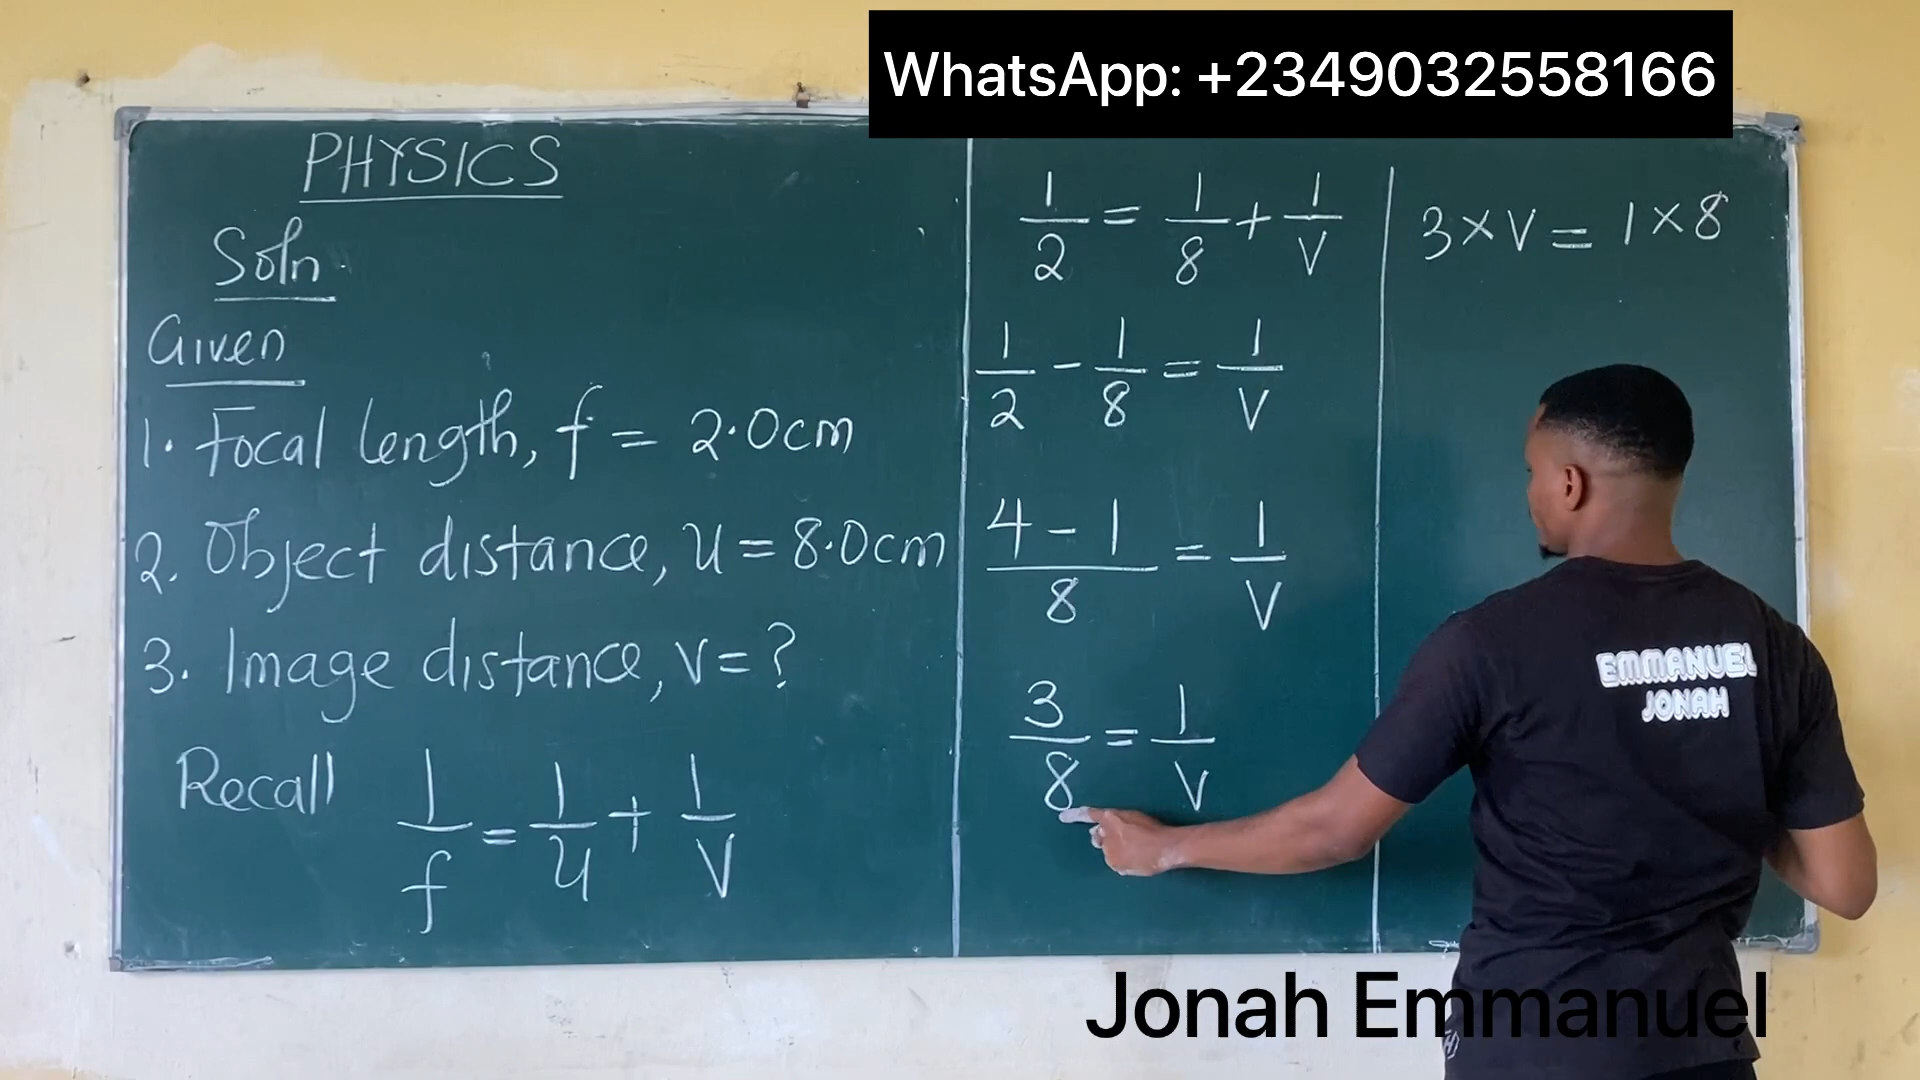 WhatsApp: +2349032558166
PHYSICS
Soln.
Given
1. Focal length, f = 2.0cm
2. Object distance, u = 8.0cm
3. Image distance, v = ?
Recall 1/f = 1/u + 1/v
1/2 = 1/8 + 1/v
1/2 - 1/8 = 1/v
4 - 1/8 = 1/v
3/8 = 1/v
3 × v = 1 × 8
EMMANUEL
JONAH
Jonah Emmanuel